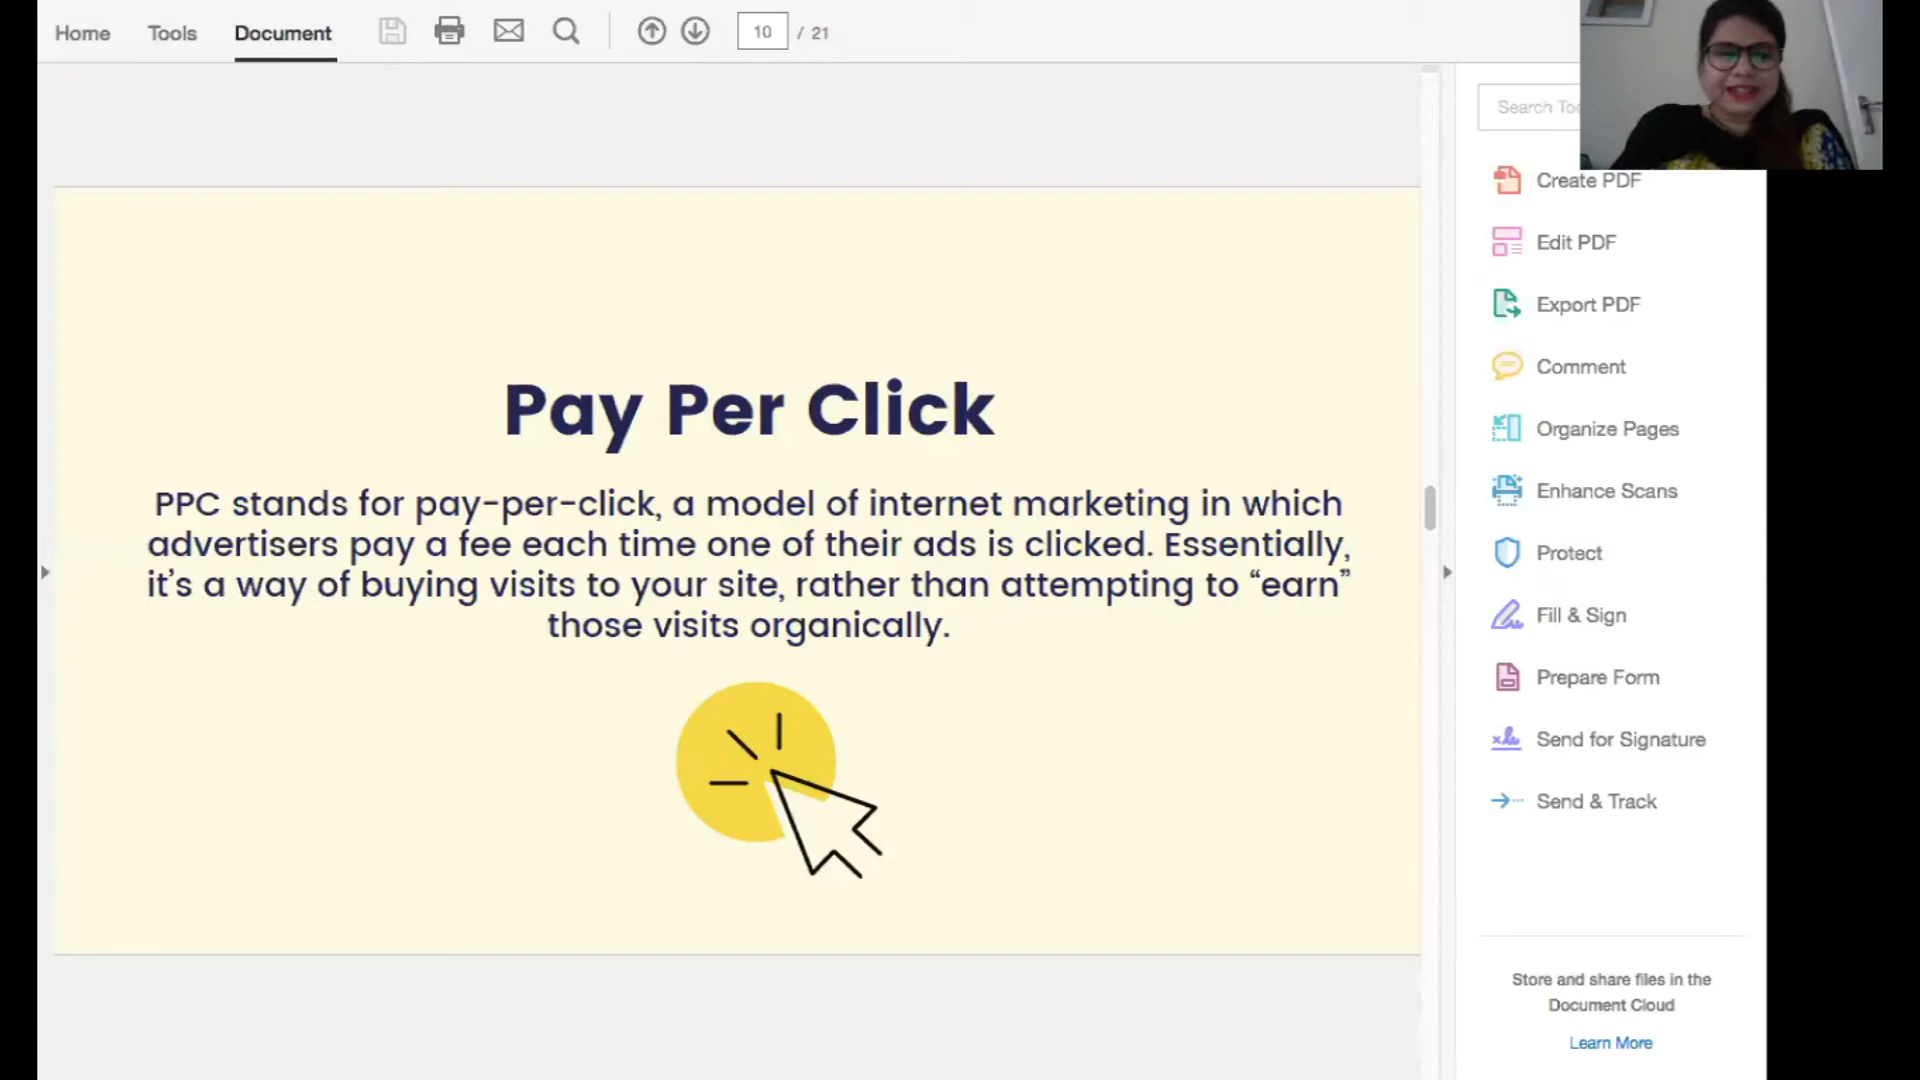 Home Tools Document 10 / 21
Search Too
Create PDF
Edit PDF
Export PDF
Comment
Organize Pages
Enhance Scans
Protect
Fill & Sign
Prepare Form
Send for Signature
Send & Track
Store and share files in the
Document Cloud
Learn More
Pay Per Click
PPC stands for pay-per-click, a model of internet marketing in which
advertisers pay a fee each time one of their ads is clicked. Essentially,
it’s a way of buying visits to your site, rather than attempting to “earn”
those visits organically.